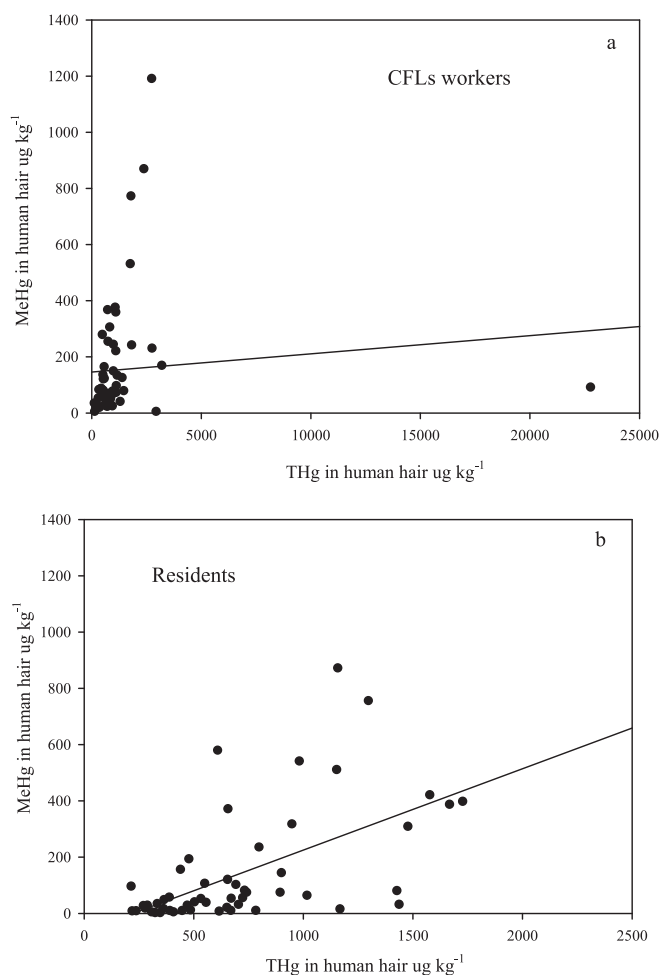 a
CFLs workers
MeHg in human hair ug kg-1
1400
1200
1000
800
600
400
200
0
0 5000 10000 15000 20000 25000
THg in human hair ug kg-1
b
Residents
MeHg in human hair ug kg-1
1400
1200
1000
800
600
400
200
0
0 500 1000 1500 2000 2500
THg in human hair ug kg-1